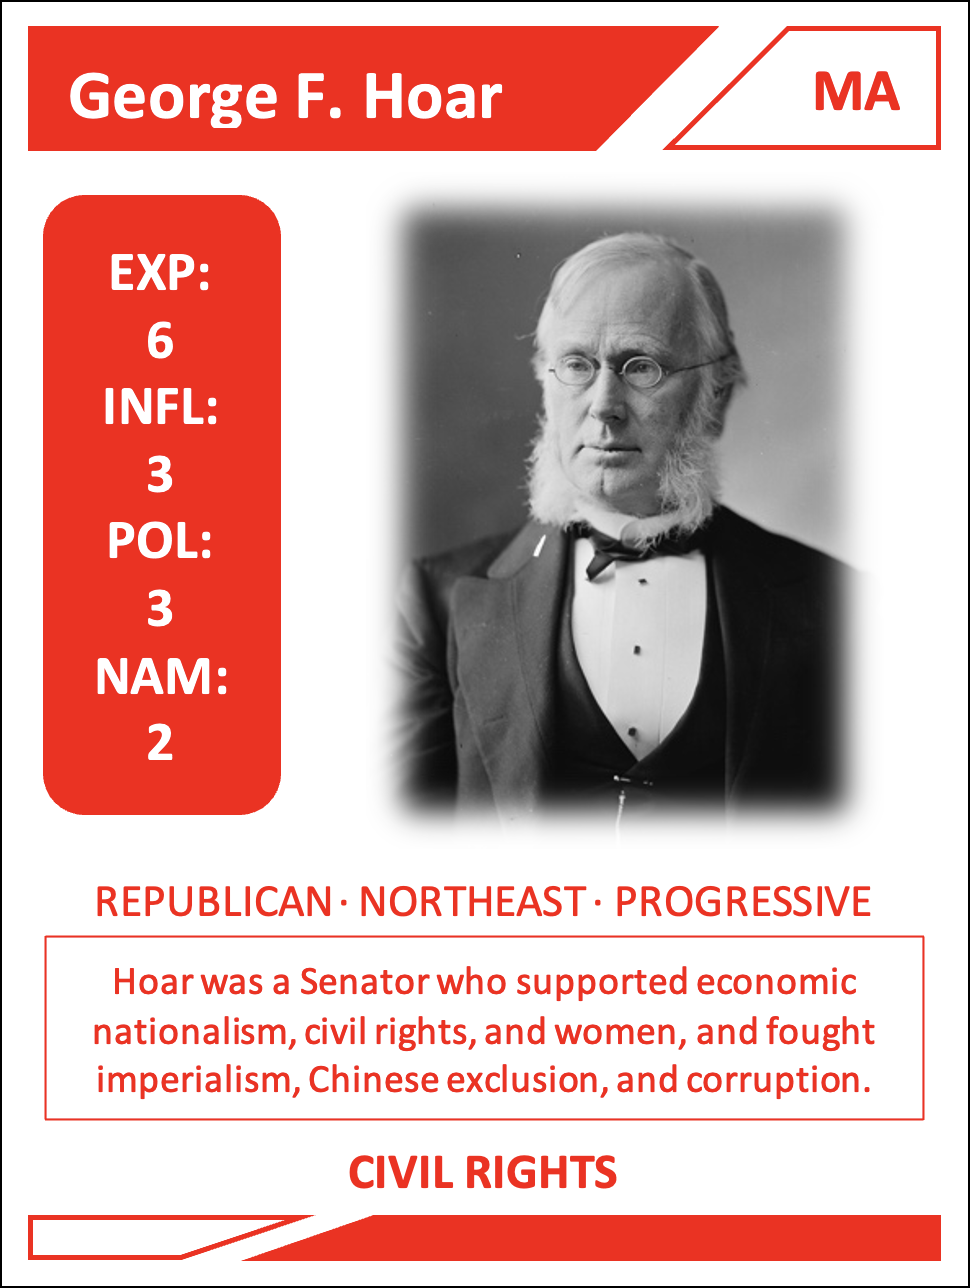 George F. Hoar
MA
EXP:
6
INFL:
3
POL:
3
NAM:
2
REPUBLICAN · NORTHEAST · PROGRESSIVE
Hoar was a Senator who supported economic
nationalism, civil rights, and women, and fought
imperialism, Chinese exclusion, and corruption.
CIVIL RIGHTS